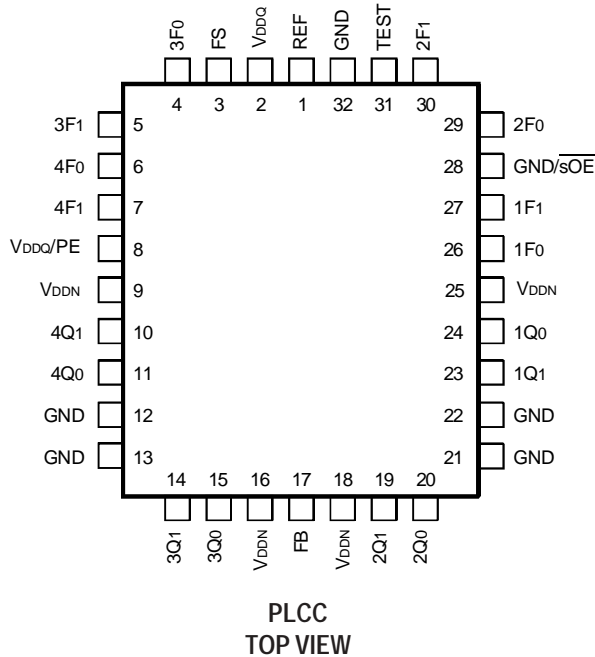 3F0 FS VDDQ REF GND TEST 2F1
4 3 2 1 32 31 30
3F1 5 29 2F0
4F0 6 28 GND/sOE
4F1 7 27 1F1
VDDQ/PE 8 26 1F0
VDDN 9 25 VDDN
4Q1 10 24 1Q0
4Q0 11 23 1Q1
GND 12 22 GND
GND 13 21 GND
14 15 16 17 18 19 20
3Q1 3Q0 VDDN FB VDDN 2Q1 2Q0
PLCC
TOP VIEW